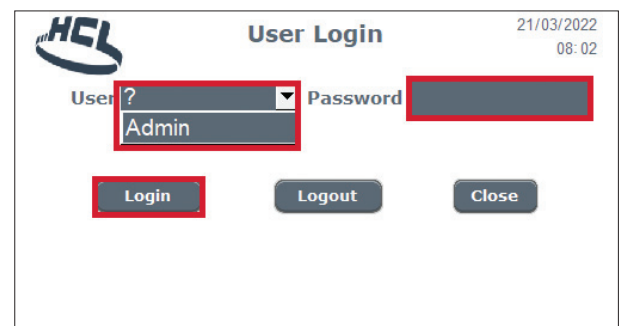 HCL
User Login
21/03/2022
08:02
User ? Password
Admin
Login Logout Close